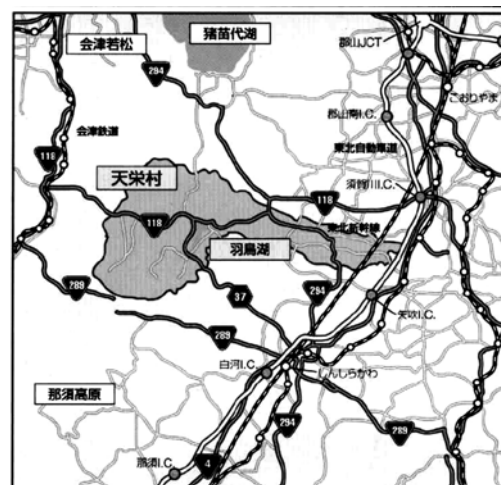 猪苗代湖
会津若松
郡山JCT
294
こおりやま
郡山南I.C.
会津鉄道
118
東北自動車道
須賀川I.C.
天栄村
118
118
東北新幹線
羽鳥湖
289
37
294
矢吹I.C.
289
白河I.C.
しんしらかわ
那須高原
294
289
那須I.C.
4